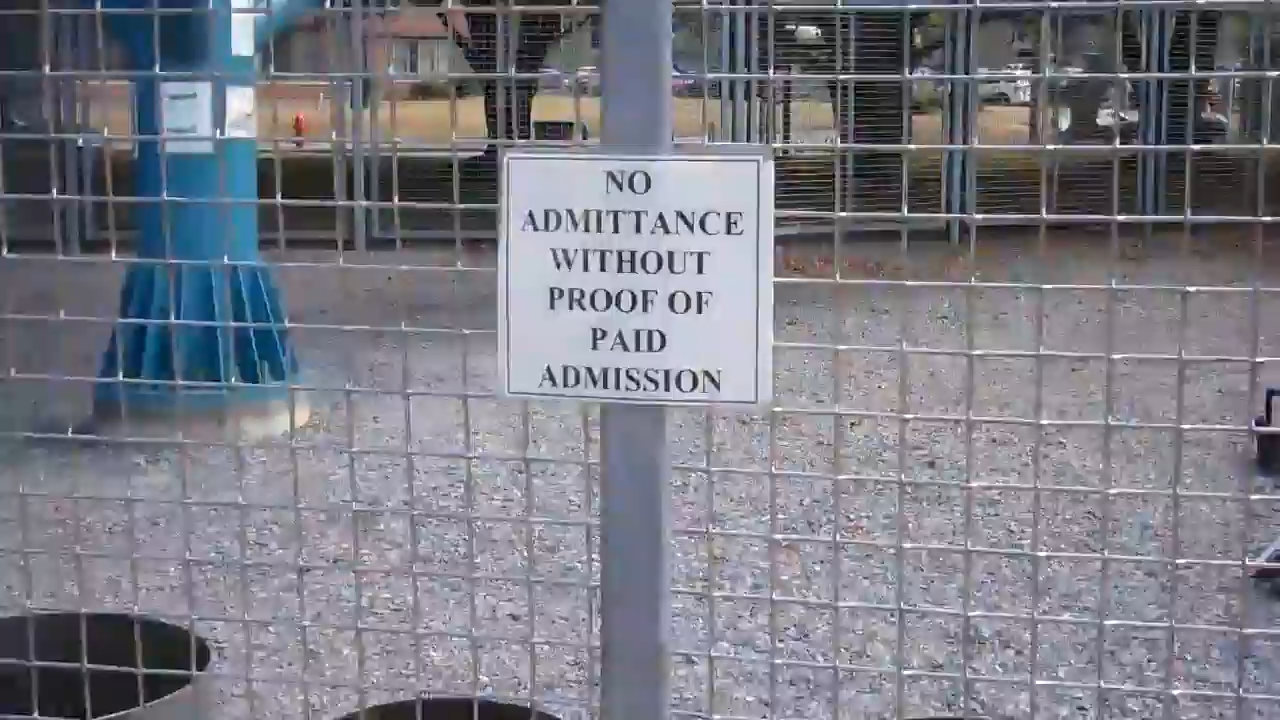 NO
ADMITTANCE
WITHOUT
PROOF OF
PAID
ADMISSION